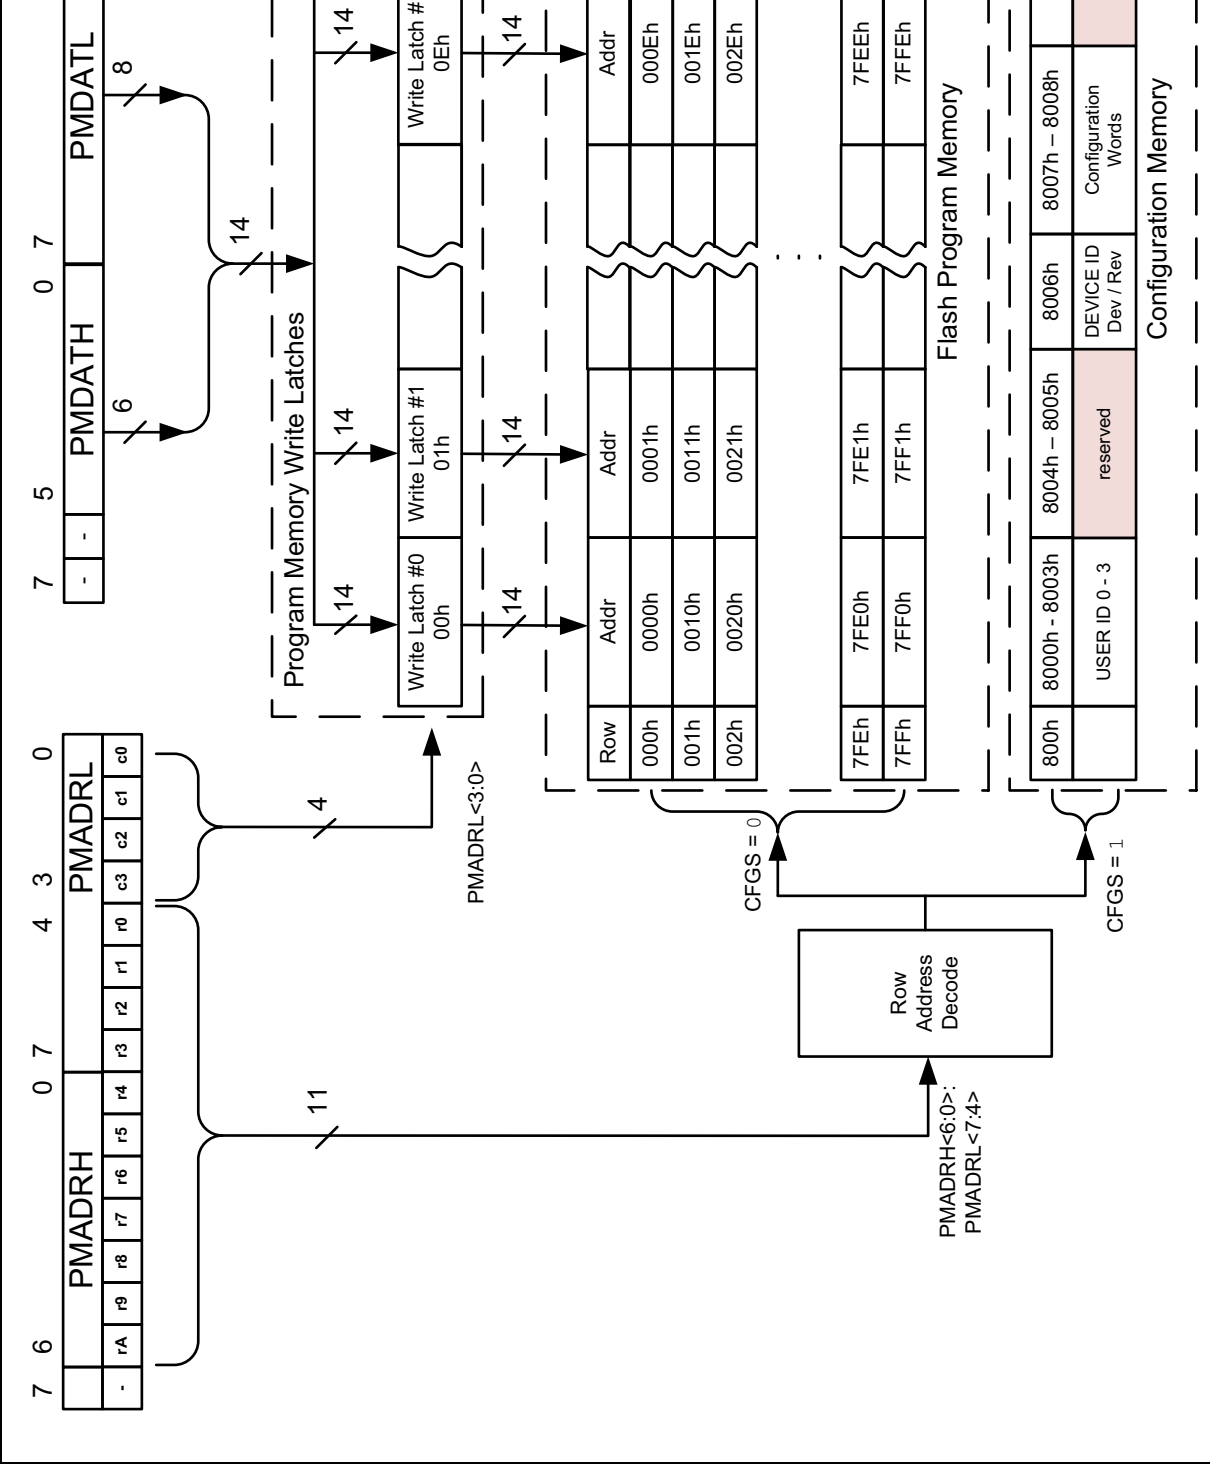 7 6 0 7 4 3 0
PMADRH PMADRL
- rA r9 r8 r7 r6 r5 r4 r3 r2 r1 r0 c3 c2 c1 c0
7 5 0 7
PMDATH PMDATL
- -
6 8
14
11
4
PMADRL<3:0>
Program Memory Write Latches
14 14 14
Write Latch #0 Write Latch #1 Write Latch #
00h 01h 0Eh
14 14 14
Row Addr Addr Addr
000h 0000h 0001h 000Eh
001h 0010h 0011h 001Eh
002h 0020h 0021h 002Eh
7FEh 7FE0h 7FE1h 7FEEh
7FFh 7FF0h 7FF1h 7FFEh
Flash Program Memory
CFGS = 0
Row
Address
Decode
PMADRH<6:0>:
PMADRL<7:4>
CFGS = 1
800h 8000h - 8003h 8004h – 8005h 8006h 8007h – 8008h
USER ID 0 - 3 reserved DEVICE ID Configuration
Dev / Rev Words
Configuration Memory